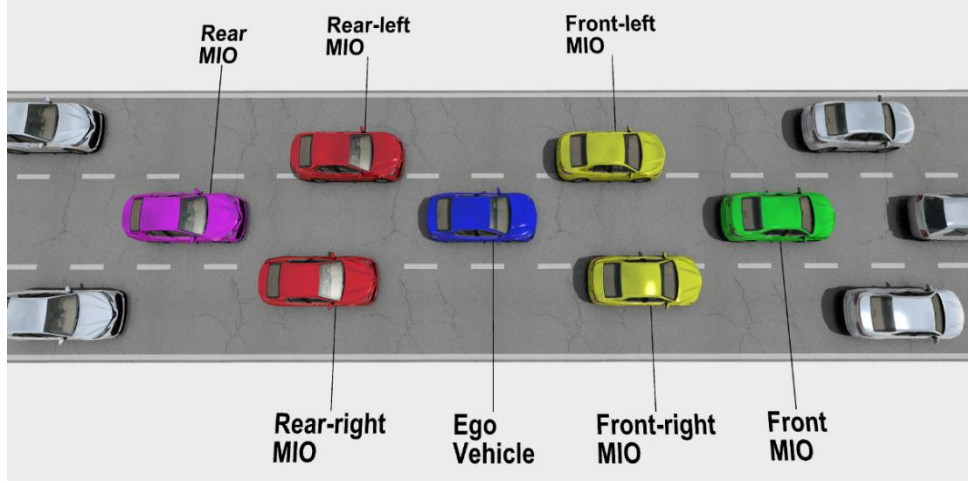 Rear
MIO
Rear-left
MIO
Front-left
MIO
Rear-right
MIO
Ego
Vehicle
Front-right
MIO
Front
MIO